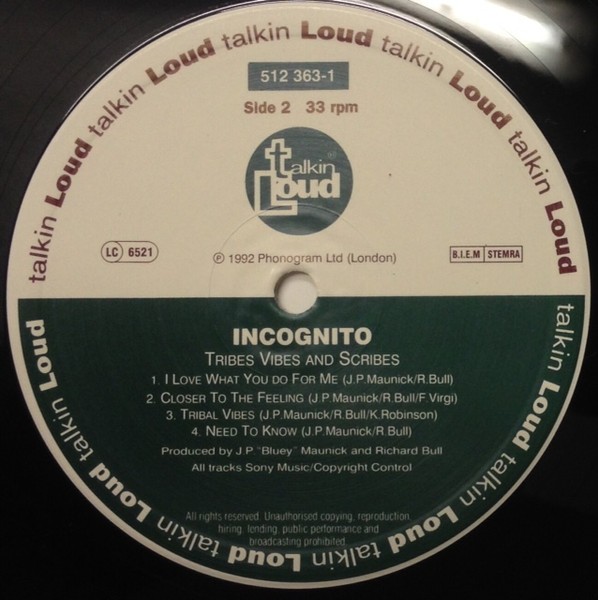 talkin Loud talkin Loud talkin Loud talkin Loud talkin Loud talkin Loud talkin Loud talkin Loud talkin Loud
512 363-1
Side 2 33 rpm
talkin Loud
LC 6521
℗ 1992 Phonogram Ltd (London)
B.I.E.M STEMRA
INCOGNITO
TRIBES VIBES AND SCRIBES
1. I LOVE WHAT YOU DO FOR ME (J.P.Maunick/R.Bull)
2. CLOSER TO THE FEELING (J.P.Maunick/R.Bull/F.Virgi)
3. TRIBAL VIBES (J.P.Maunick/R.Bull/K.Robinson)
4. NEED TO KNOW (J.P.Maunick/R.Bull)
Produced by J.P. "Bluey" Maunick and Richard Bull
All tracks Sony Music/Copyright Control
All rights reserved. Unauthorised copying, reproduction,
hiring, lending, public performance and
broadcasting prohibited.